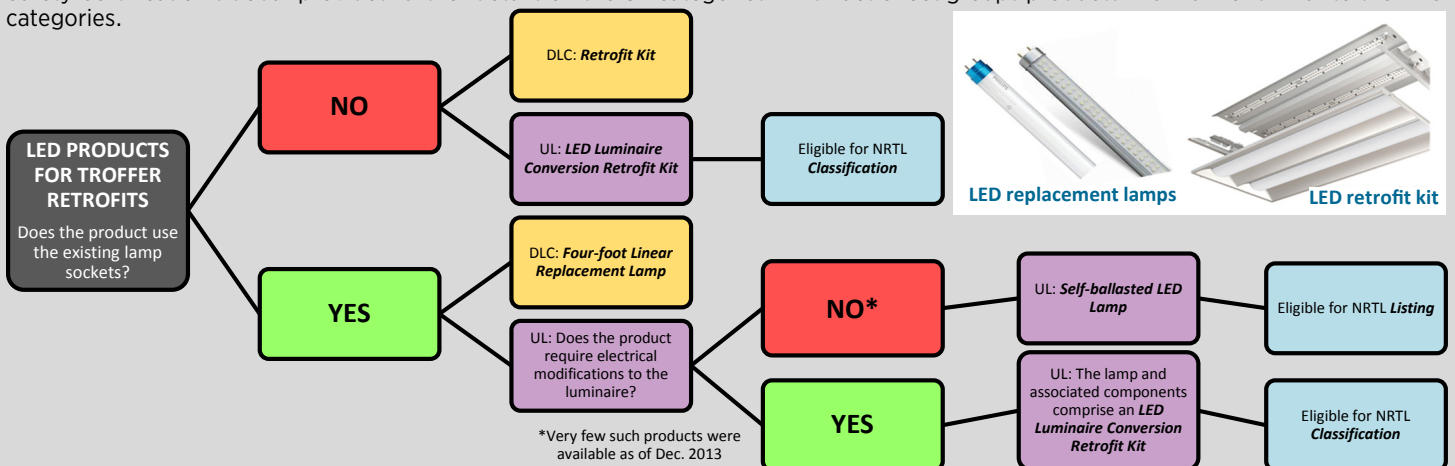 categories.
DLC: Retrofit Kit
NO
UL: LED Luminaire
Conversion Retrofit Kit
Eligible for NRTL
Classification
LED replacement lamps
LED retrofit kit
LED PRODUCTS
FOR TROFFER
RETROFITS
Does the product use
the existing lamp
sockets?
YES
DLC: Four-foot Linear
Replacement Lamp
UL: Does the product
require electrical
modifications to the
luminaire?
NO*
UL: Self-ballasted LED
Lamp
Eligible for NRTL Listing
YES
UL: The lamp and
associated components
comprise an LED
Luminaire Conversion
Retrofit Kit
Eligible for NRTL
Classification
*Very few such products were
available as of Dec. 2013